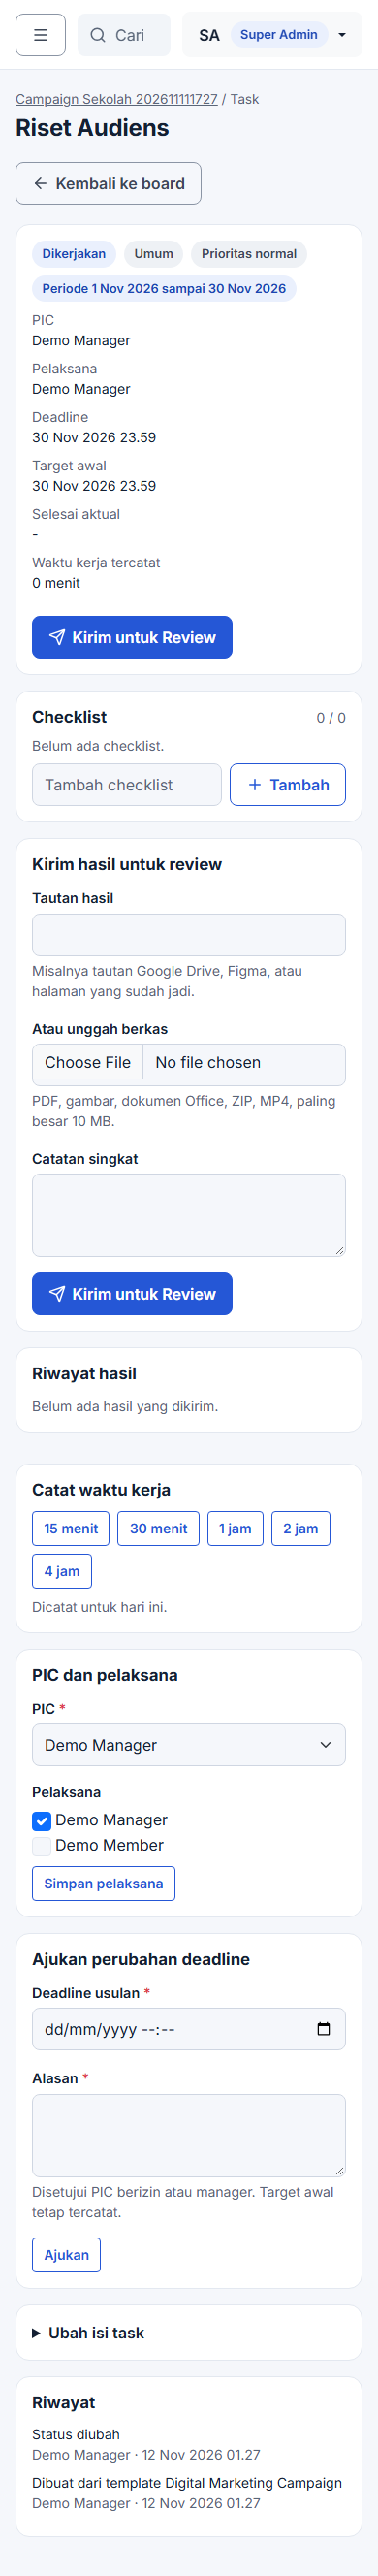 Cari
SA Super Admin
Campaign Sekolah 202611111727 / Task
Riset Audiens
Kembali ke board
Dikerjakan Umum Prioritas normal
Periode 1 Nov 2026 sampai 30 Nov 2026
PIC
Demo Manager
Pelaksana
Demo Manager
Deadline
30 Nov 2026 23.59
Target awal
30 Nov 2026 23.59
Selesai aktual
-
Waktu kerja tercatat
0 menit
Kirim untuk Review
Checklist 0 / 0
Belum ada checklist.
Tambah checklist + Tambah
Kirim hasil untuk review
Tautan hasil
Misalnya tautan Google Drive, Figma, atau
halaman yang sudah jadi.
Atau unggah berkas
Choose File No file chosen
PDF, gambar, dokumen Office, ZIP, MP4, paling
besar 10 MB.
Catatan singkat
Kirim untuk Review
Riwayat hasil
Belum ada hasil yang dikirim.
Catat waktu kerja
15 menit 30 menit 1 jam 2 jam
4 jam
Dicatat untuk hari ini.
PIC dan pelaksana
PIC *
Demo Manager
Pelaksana
Demo Manager
Demo Member
Simpan pelaksana
Ajukan perubahan deadline
Deadline usulan *
dd/mm/yyyy --:--
Alasan *
Disetujui PIC berizin atau manager. Target awal
tetap tercatat.
Ajukan
Ubah isi task
Riwayat
Status diubah
Demo Manager · 12 Nov 2026 01.27
Dibuat dari template Digital Marketing Campaign
Demo Manager · 12 Nov 2026 01.27